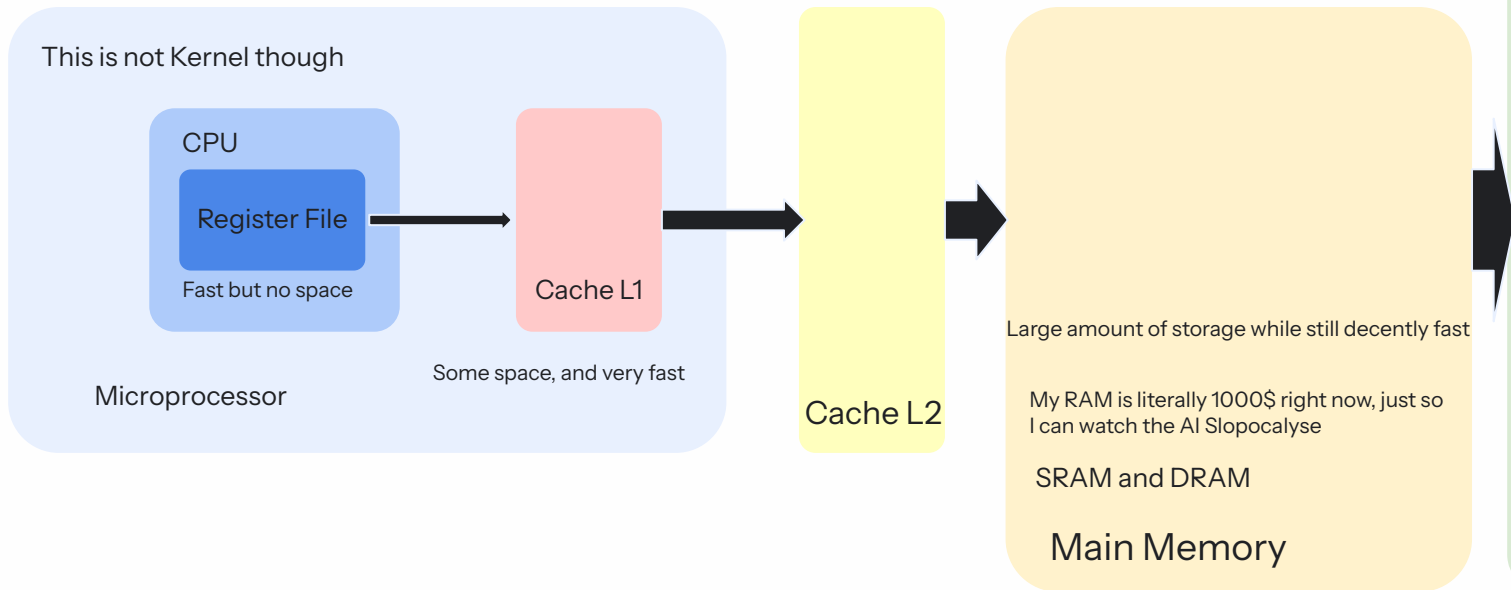 This is not Kernel though
CPU
Register File
Fast but no space
Microprocessor
Cache L1
Some space, and very fast
Cache L2
Large amount of storage while still decently fast
My RAM is literally 1000$ right now, just so
I can watch the AI Slopocalyse
SRAM and DRAM
Main Memory